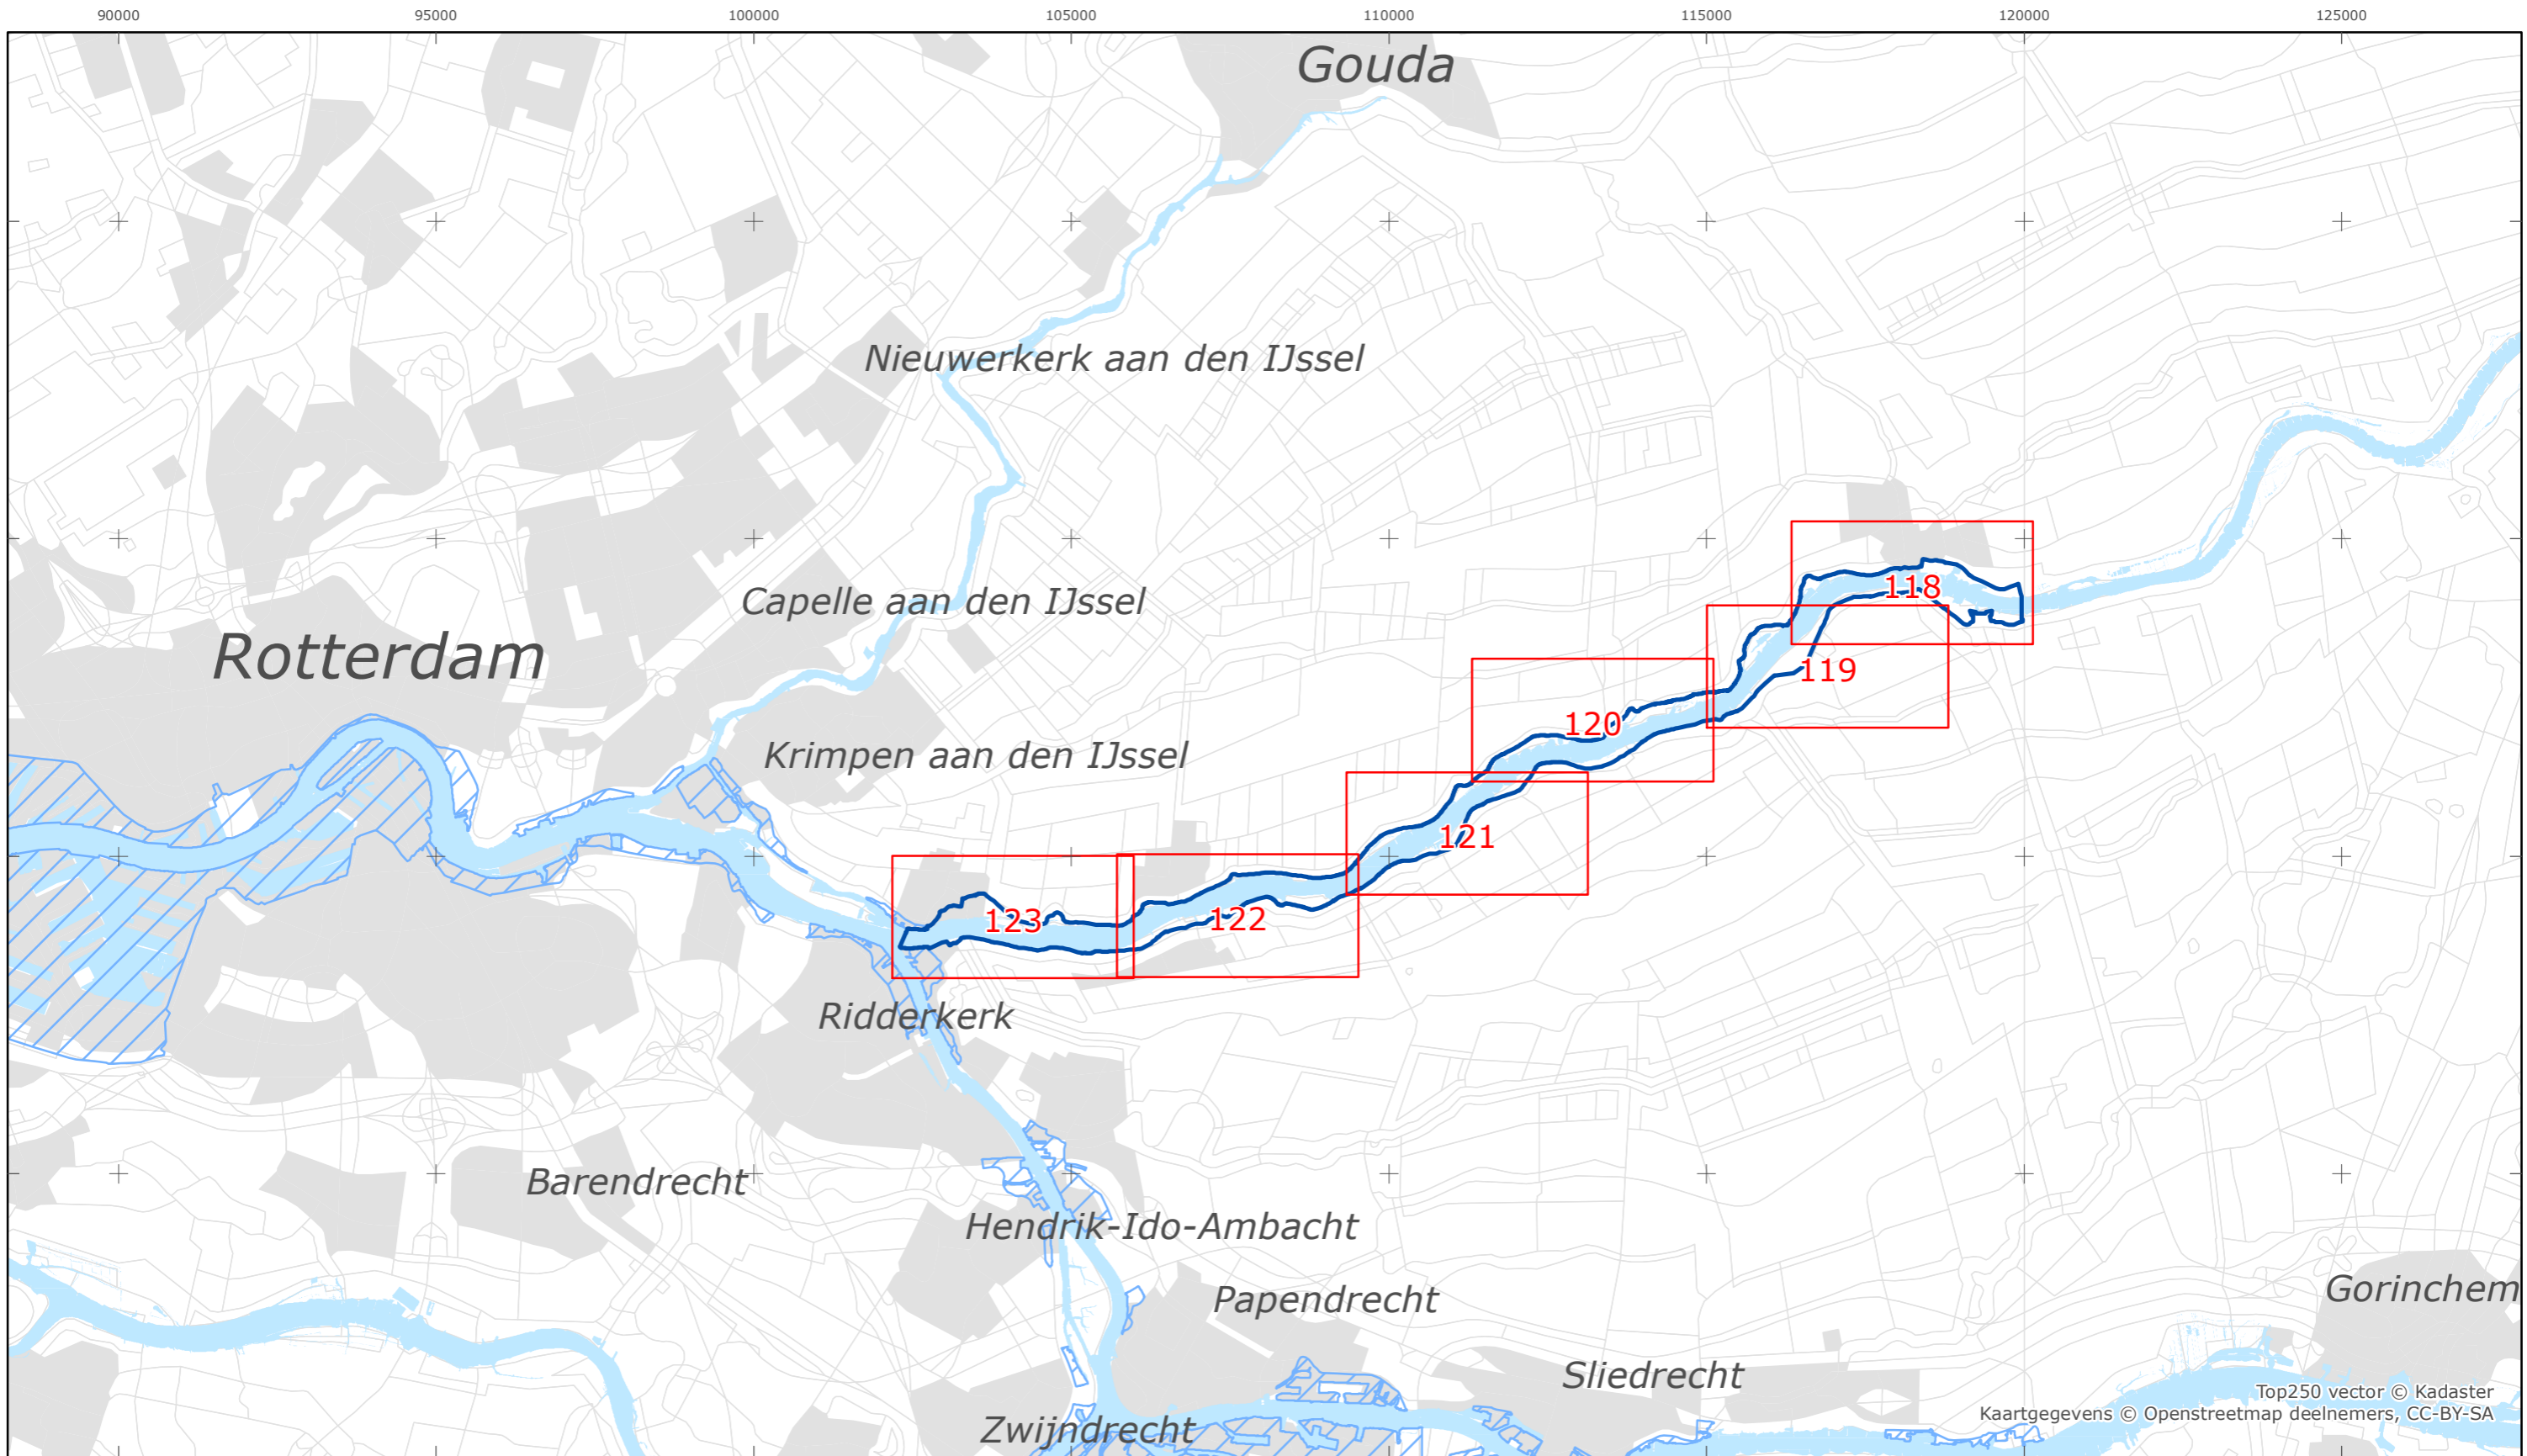 90000 95000 100000 105000 110000 115000 120000 125000
Gouda
Nieuwerkerk aan den IJssel
Capelle aan den IJssel
118
Rotterdam
119
120
Krimpen aan den IJssel
121
123
122
Ridderkerk
Barendrecht
Hendrik-Ido-Ambacht
Gorinchem
Papendrecht
Sliedrecht
Top250 vector © Kadaster
Kaartgegevens © Openstreetmap deelnemers, CC-BY-SA
Zwijndrecht